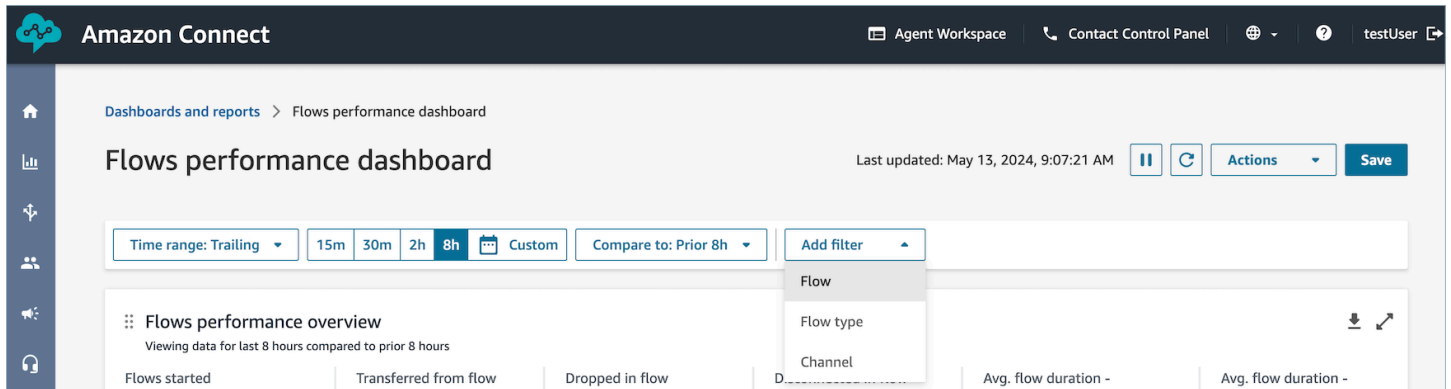 Amazon Connect Agent Workspace Contact Control Panel ? testUser
Dashboards and reports > Flows performance dashboard
Flows performance dashboard Last updated: May 13, 2024, 9:07:21 AM Actions Save
Time range: Trailing 15m 30m 2h 8h Custom Compare to: Prior 8h Add filter
Flow
Flows performance overview Flow type
Viewing data for last 8 hours compared to prior 8 hours
Channel
Flows started Transferred from flow Dropped in flow Avg. flow duration - Avg. flow duration -